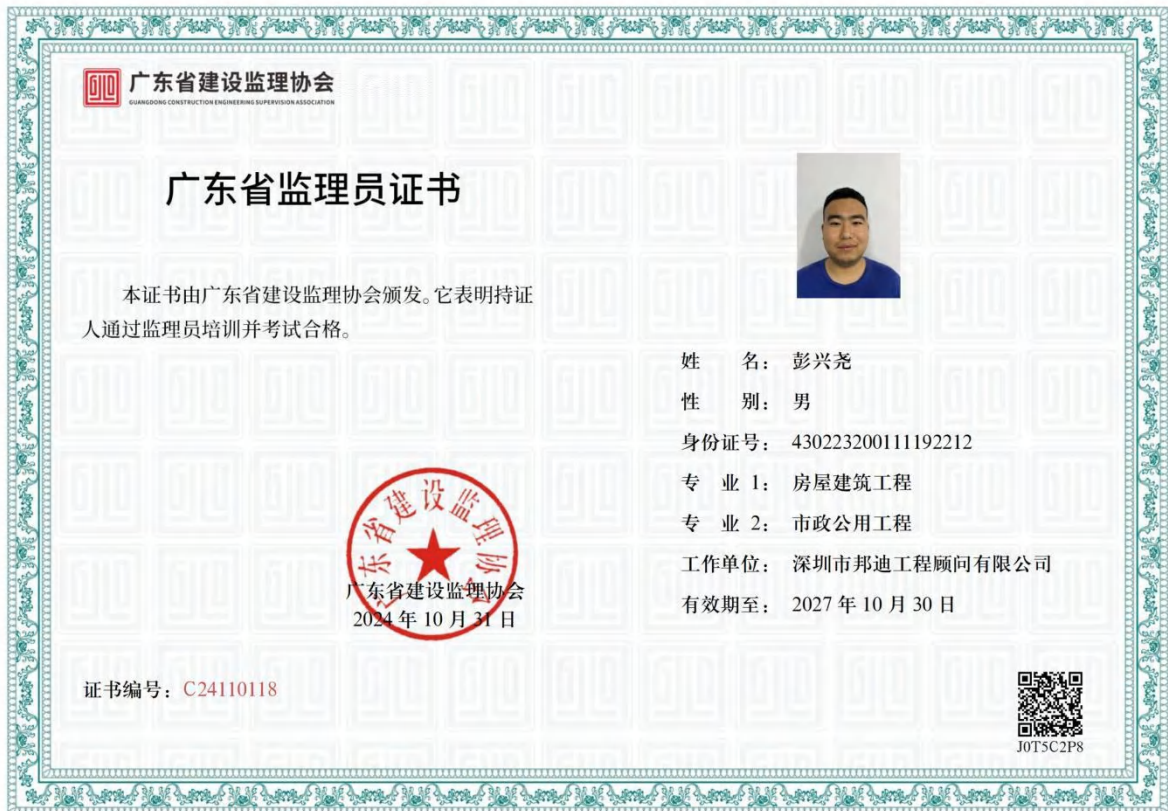 广东省建设监理协会
GUANGDONG CONSTRUCTION ENGINEERING SUPERVISION ASSOCIATION
广东省监理员证书
本证书由广东省建设监理协会颁发。它表明持证
人通过监理员培训并考试合格。
姓 名： 彭兴尧
性 别： 男
身份证号： 430223200111192212
专 业 1： 房屋建筑工程
专 业 2： 市政公用工程
工作单位： 深圳市邦迪工程顾问有限公司
有效期至： 2027 年 10 月 30 日
广东省建设监理协会
广东省建设监理协会
2024 年 10 月 31 日
证书编号：C24110118
J0T5C2P8